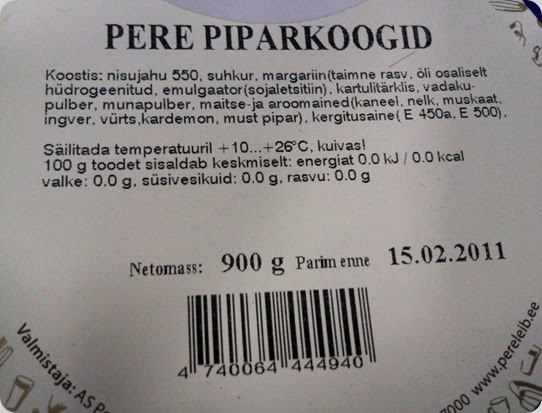 PERE PIPARKOOGID
Koostis: nisujahu 550, suhkur, margariin(taimne rasv, õli osaliselt
hüdrogeenitud, emulgaator(sojaletsitiin), kartulitärklis, vadaku-
pulber, munapulber, maitse-ja aroomained(kaneel, nelk, muskaat,
ingver, vürts,kardemon, must pipar), kergitusaine( E 450a, E 500).
Säilitada temperatuuril +10...+26°C, kuivas!
100 g toodet sisaldab keskmiselt: energiat 0.0 kJ / 0.0 kcal
valke: 0.0 g, süsivesikuid: 0.0 g, rasvu: 0.0 g
Netomass: 900 g Parim enne 15.02.2011
4 740064 444940
Valmistaja: AS
7000 www.pereleib.ee